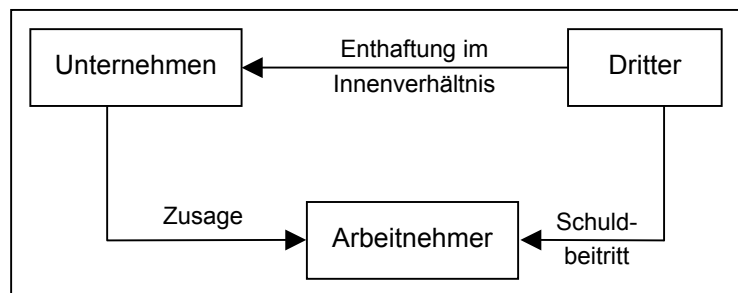 Unternehmen
Enthaftung im
Innenverhältnis
Dritter
Zusage
Arbeitnehmer
Schuld-
beitritt